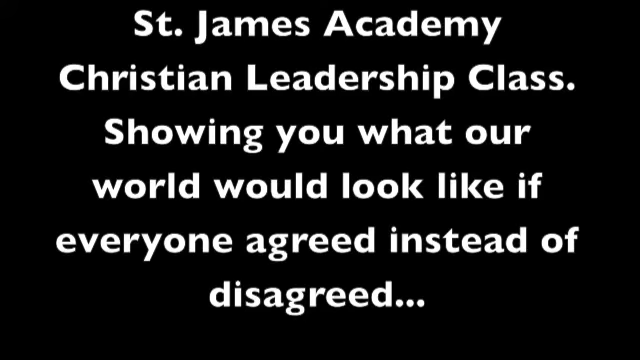 St. James Academy
Christian Leadership Class.
Showing you what our
world would look like if
everyone agreed instead of
disagreed...